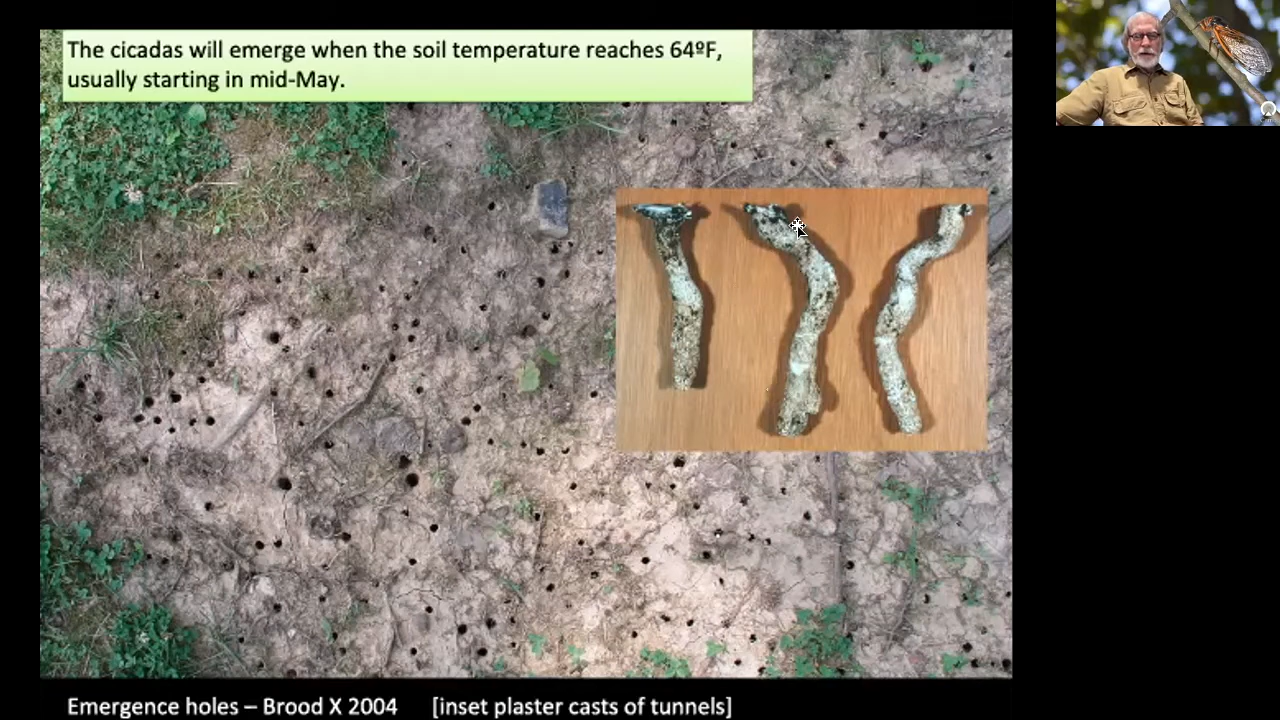 The cicadas will emerge when the soil temperature reaches 64ºF,
usually starting in mid-May.
Emergence holes – Brood X 2004 [inset plaster casts of tunnels]